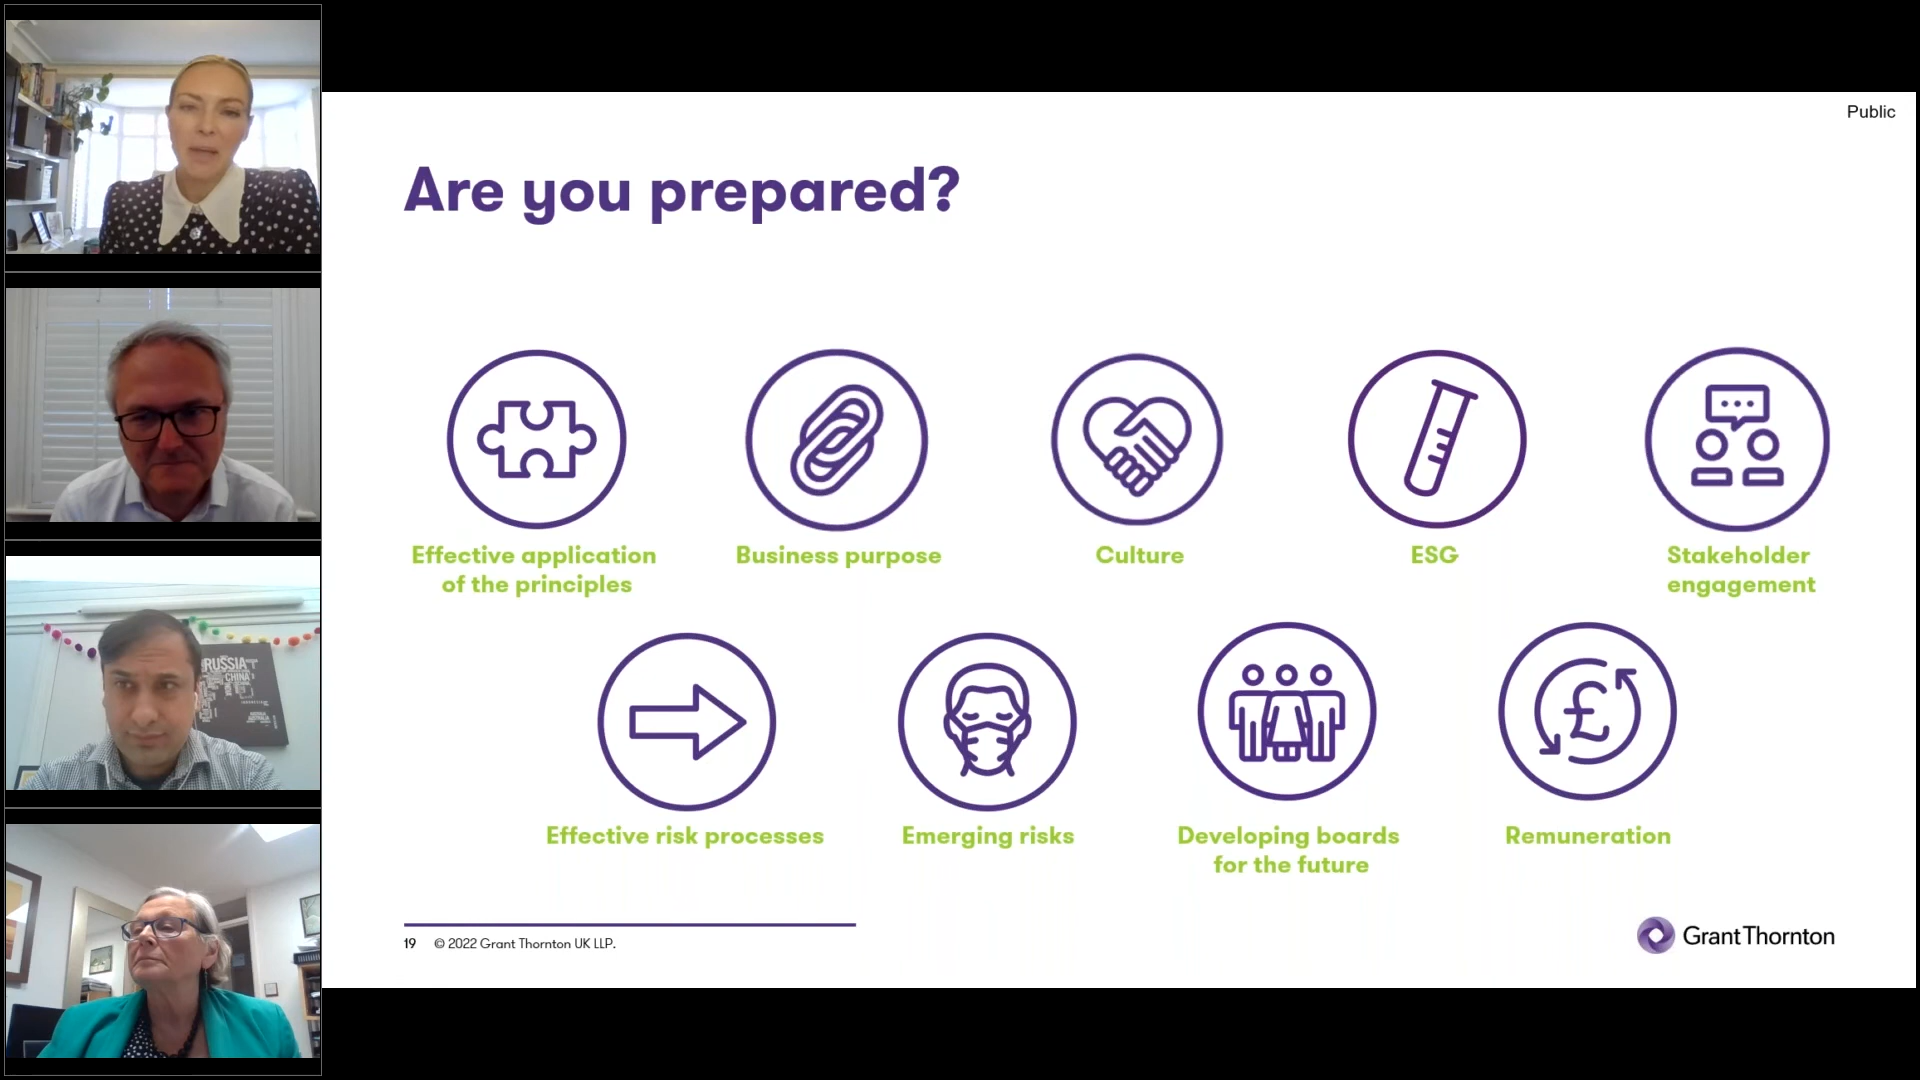 Public
Are you prepared?
Effective application
of the principles
Business purpose
Culture
ESG
Stakeholder
engagement
Effective risk processes
Emerging risks
Developing boards
for the future
Remuneration
19 © 2022 Grant Thornton UK LLP.
GrantThornton
RUSSIA
CHINA